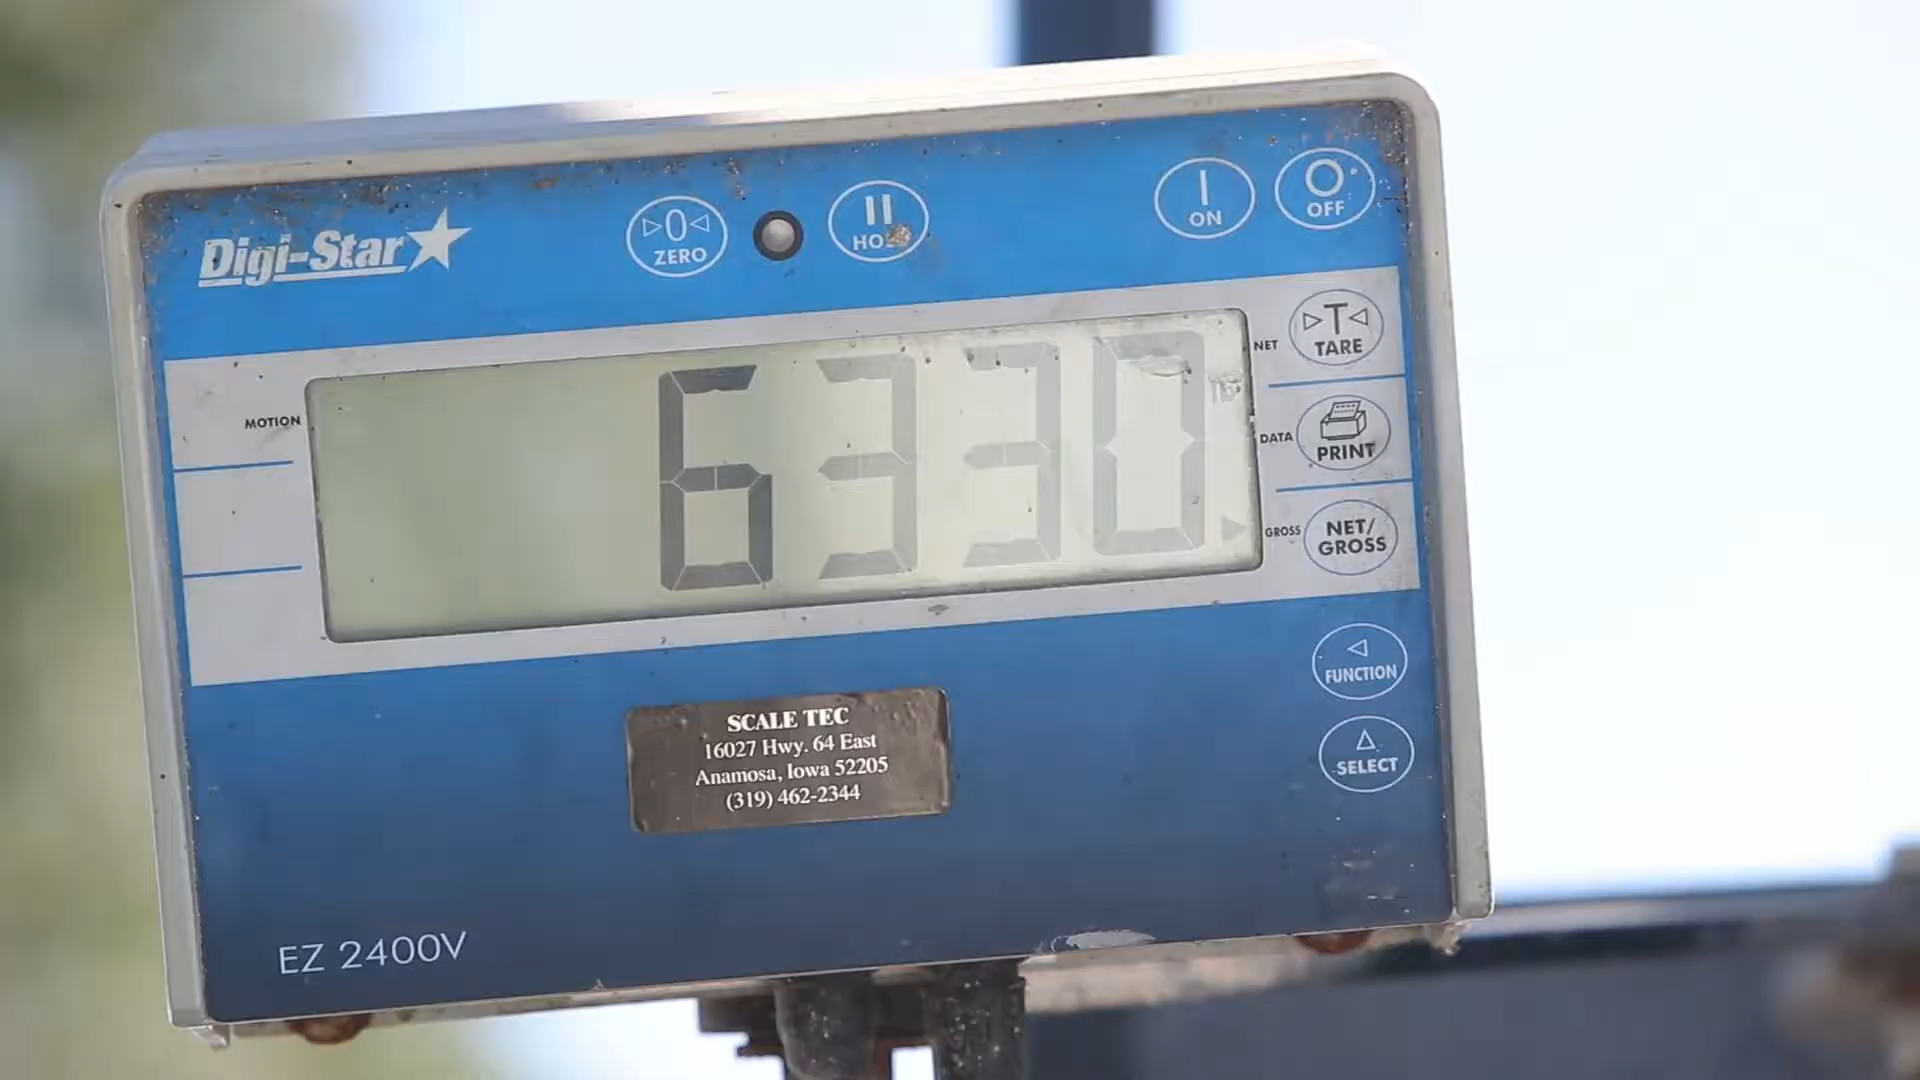 Digi-Star
▷0◁
ZERO
HOLD
I
ON
O
OFF
MOTION
6330
NET
▷T◁
TARE
DATA
PRINT
GROSS
NET/
GROSS
FUNCTION
SELECT
SCALE TEC
16027 Hwy. 64 East
Anamosa, Iowa 52205
(319) 462-2344
EZ 2400V